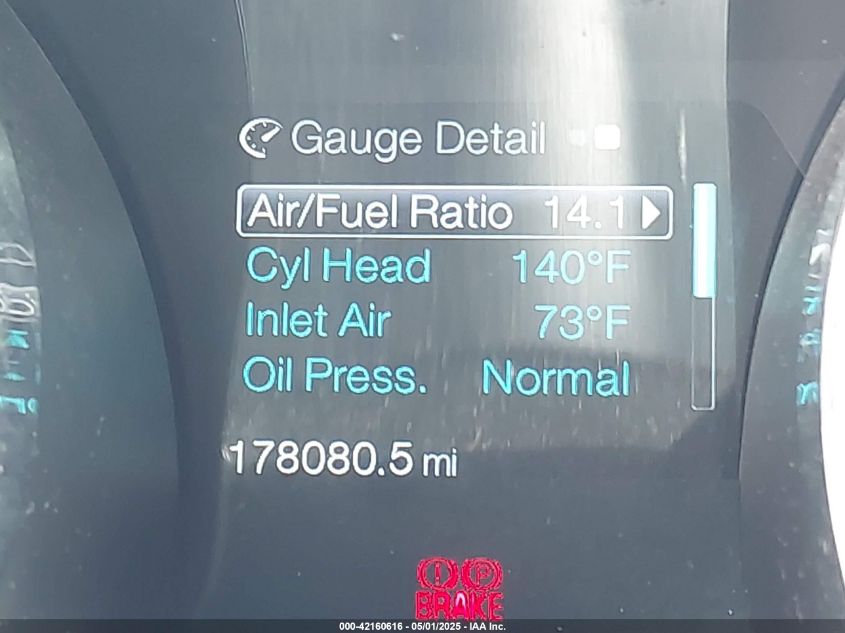 Gauge Detail
Air/Fuel Ratio 14.1
Cyl Head 140°F
Inlet Air 73°F
Oil Press. Normal
178080.5 mi
BRAKE
000-42160616 - 05/01/2025 - IAA Inc.